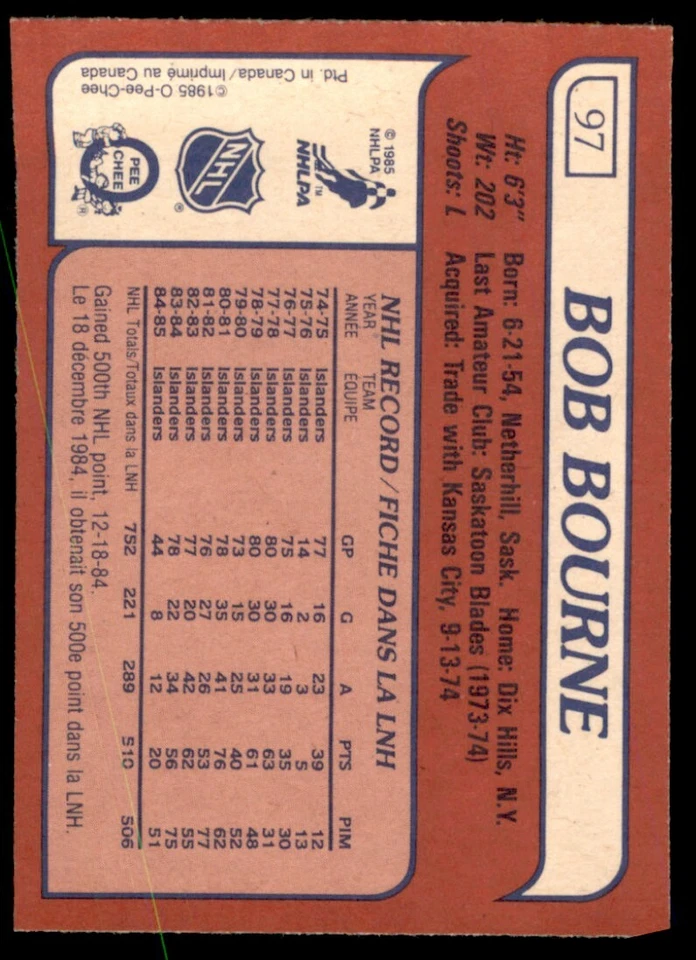 97
BOB BOURNE
Ht: 6'3" Born: 6-21-54, Netherhill, Sask. Home: Dix Hills, N.Y.
Wt: 202 Last Amateur Club: Saskatoon Blades (1973-74)
Shoots: L Acquired: Trade with Kansas City, 9-13-74
© 1985
NHLPA
NHLPA™
NHL
®
PEE
CHEE
®
©1985 O-Pee-Chee
Ptd. in Canada/Imprimé au Canada
NHL RECORD / FICHE DANS LA LNH
YEAR TEAM GP G A PTS PIM
ANNÉE ÉQUIPE
74-75 Islanders 77 16 23 39 12
75-76 Islanders 14 2 3 5 13
76-77 Islanders 75 16 19 35 30
77-78 Islanders 80 30 33 63 31
78-79 Islanders 80 30 31 61 48
79-80 Islanders 73 15 25 40 52
80-81 Islanders 78 35 41 76 62
81-82 Islanders 76 27 26 53 77
82-83 Islanders 77 20 42 62 55
83-84 Islanders 78 22 34 56 75
84-85 Islanders 44 8 12 20 51
NHL Totals/Totaux dans la LNH 752 221 289 510 506
Gained 500th NHL point, 12-18-84.
Le 18 décembre 1984, il obtenait son 500e point dans la LNH.